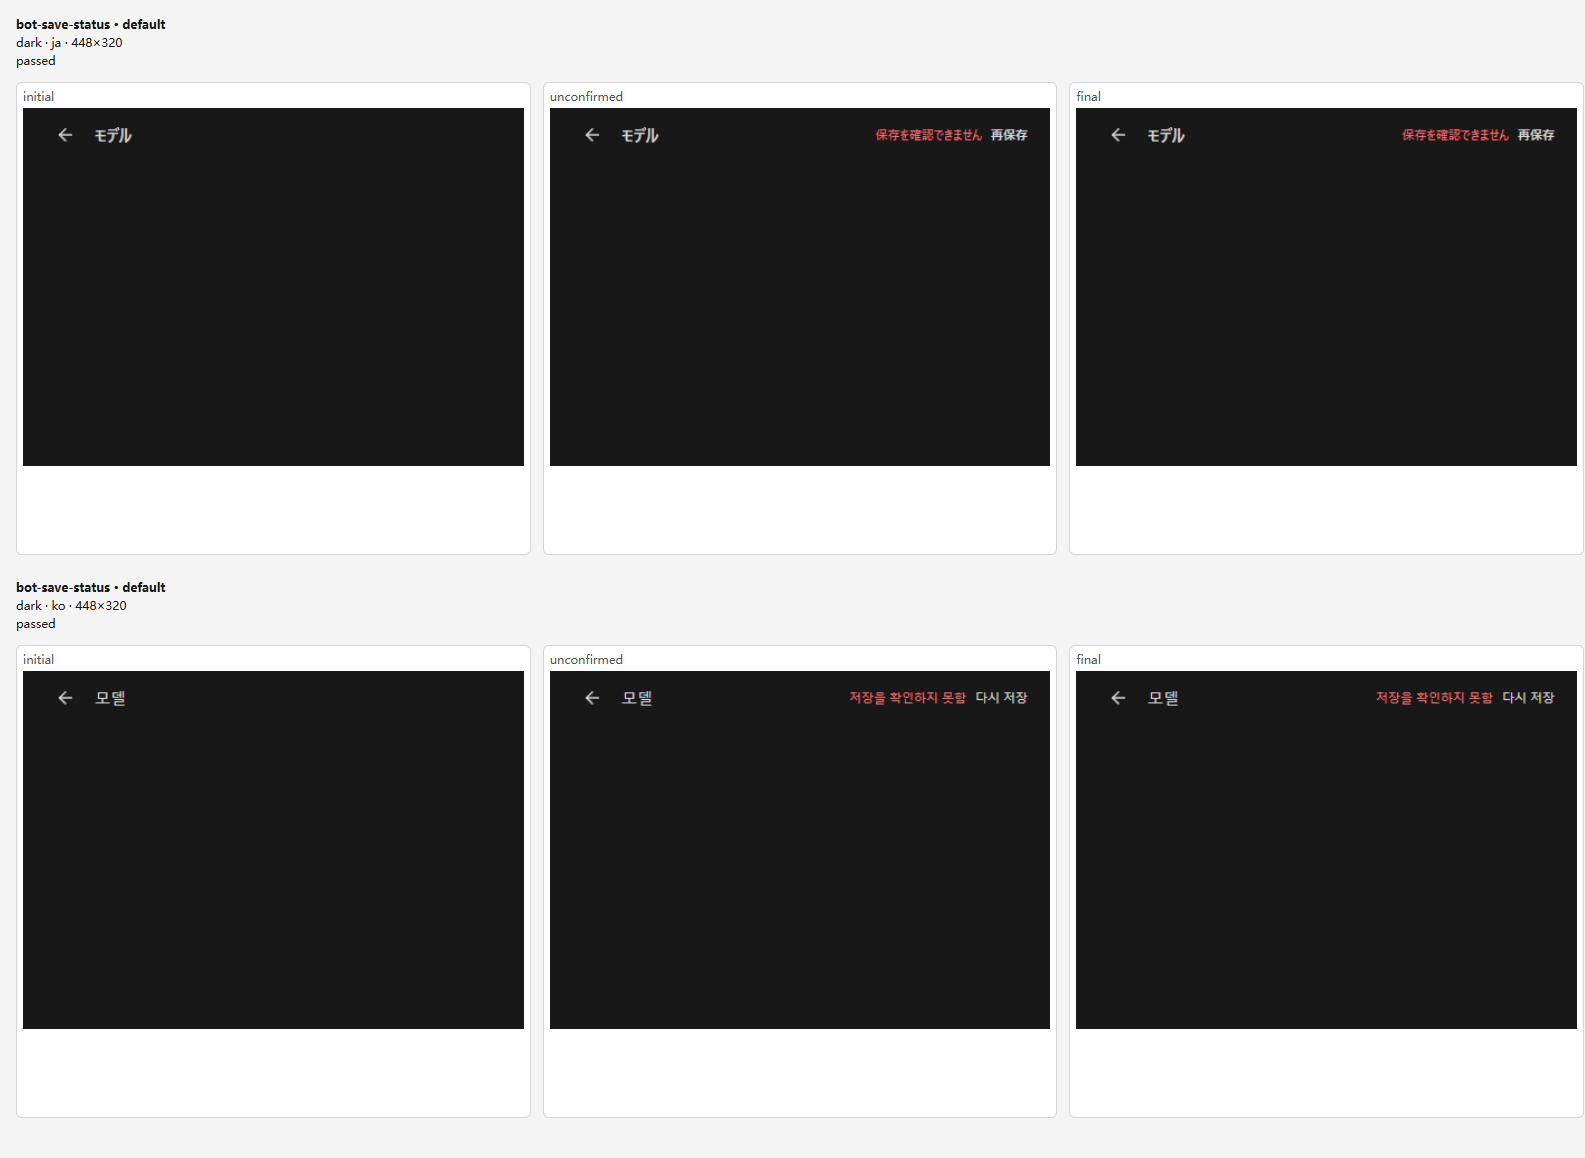 bot-save-status • default
dark · ja · 448×320
passed
initial
モデル
unconfirmed
モデル 保存を確認できません 再保存
final
モデル 保存を確認できません 再保存
bot-save-status • default
dark · ko · 448×320
passed
initial
모델
unconfirmed
모델 저장을 확인하지 못함 다시 저장
final
모델 저장을 확인하지 못함 다시 저장